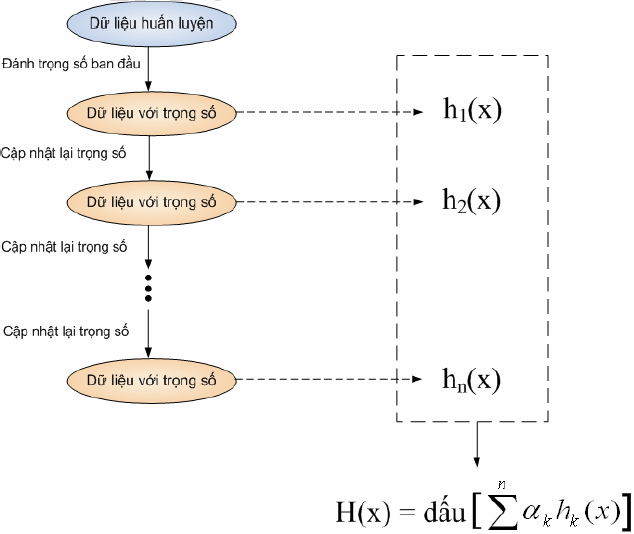 Dữ liệu huấn luyện
Đánh trọng số ban đầu
Dữ liệu với trọng số
h₁(x)
Cập nhật lại trọng số
Dữ liệu với trọng số
h₂(x)
Cập nhật lại trọng số
Cập nhật lại trọng số
Dữ liệu với trọng số
hₙ(x)
H(x) = dấu[∑ⁿ αₖhₖ(x)]